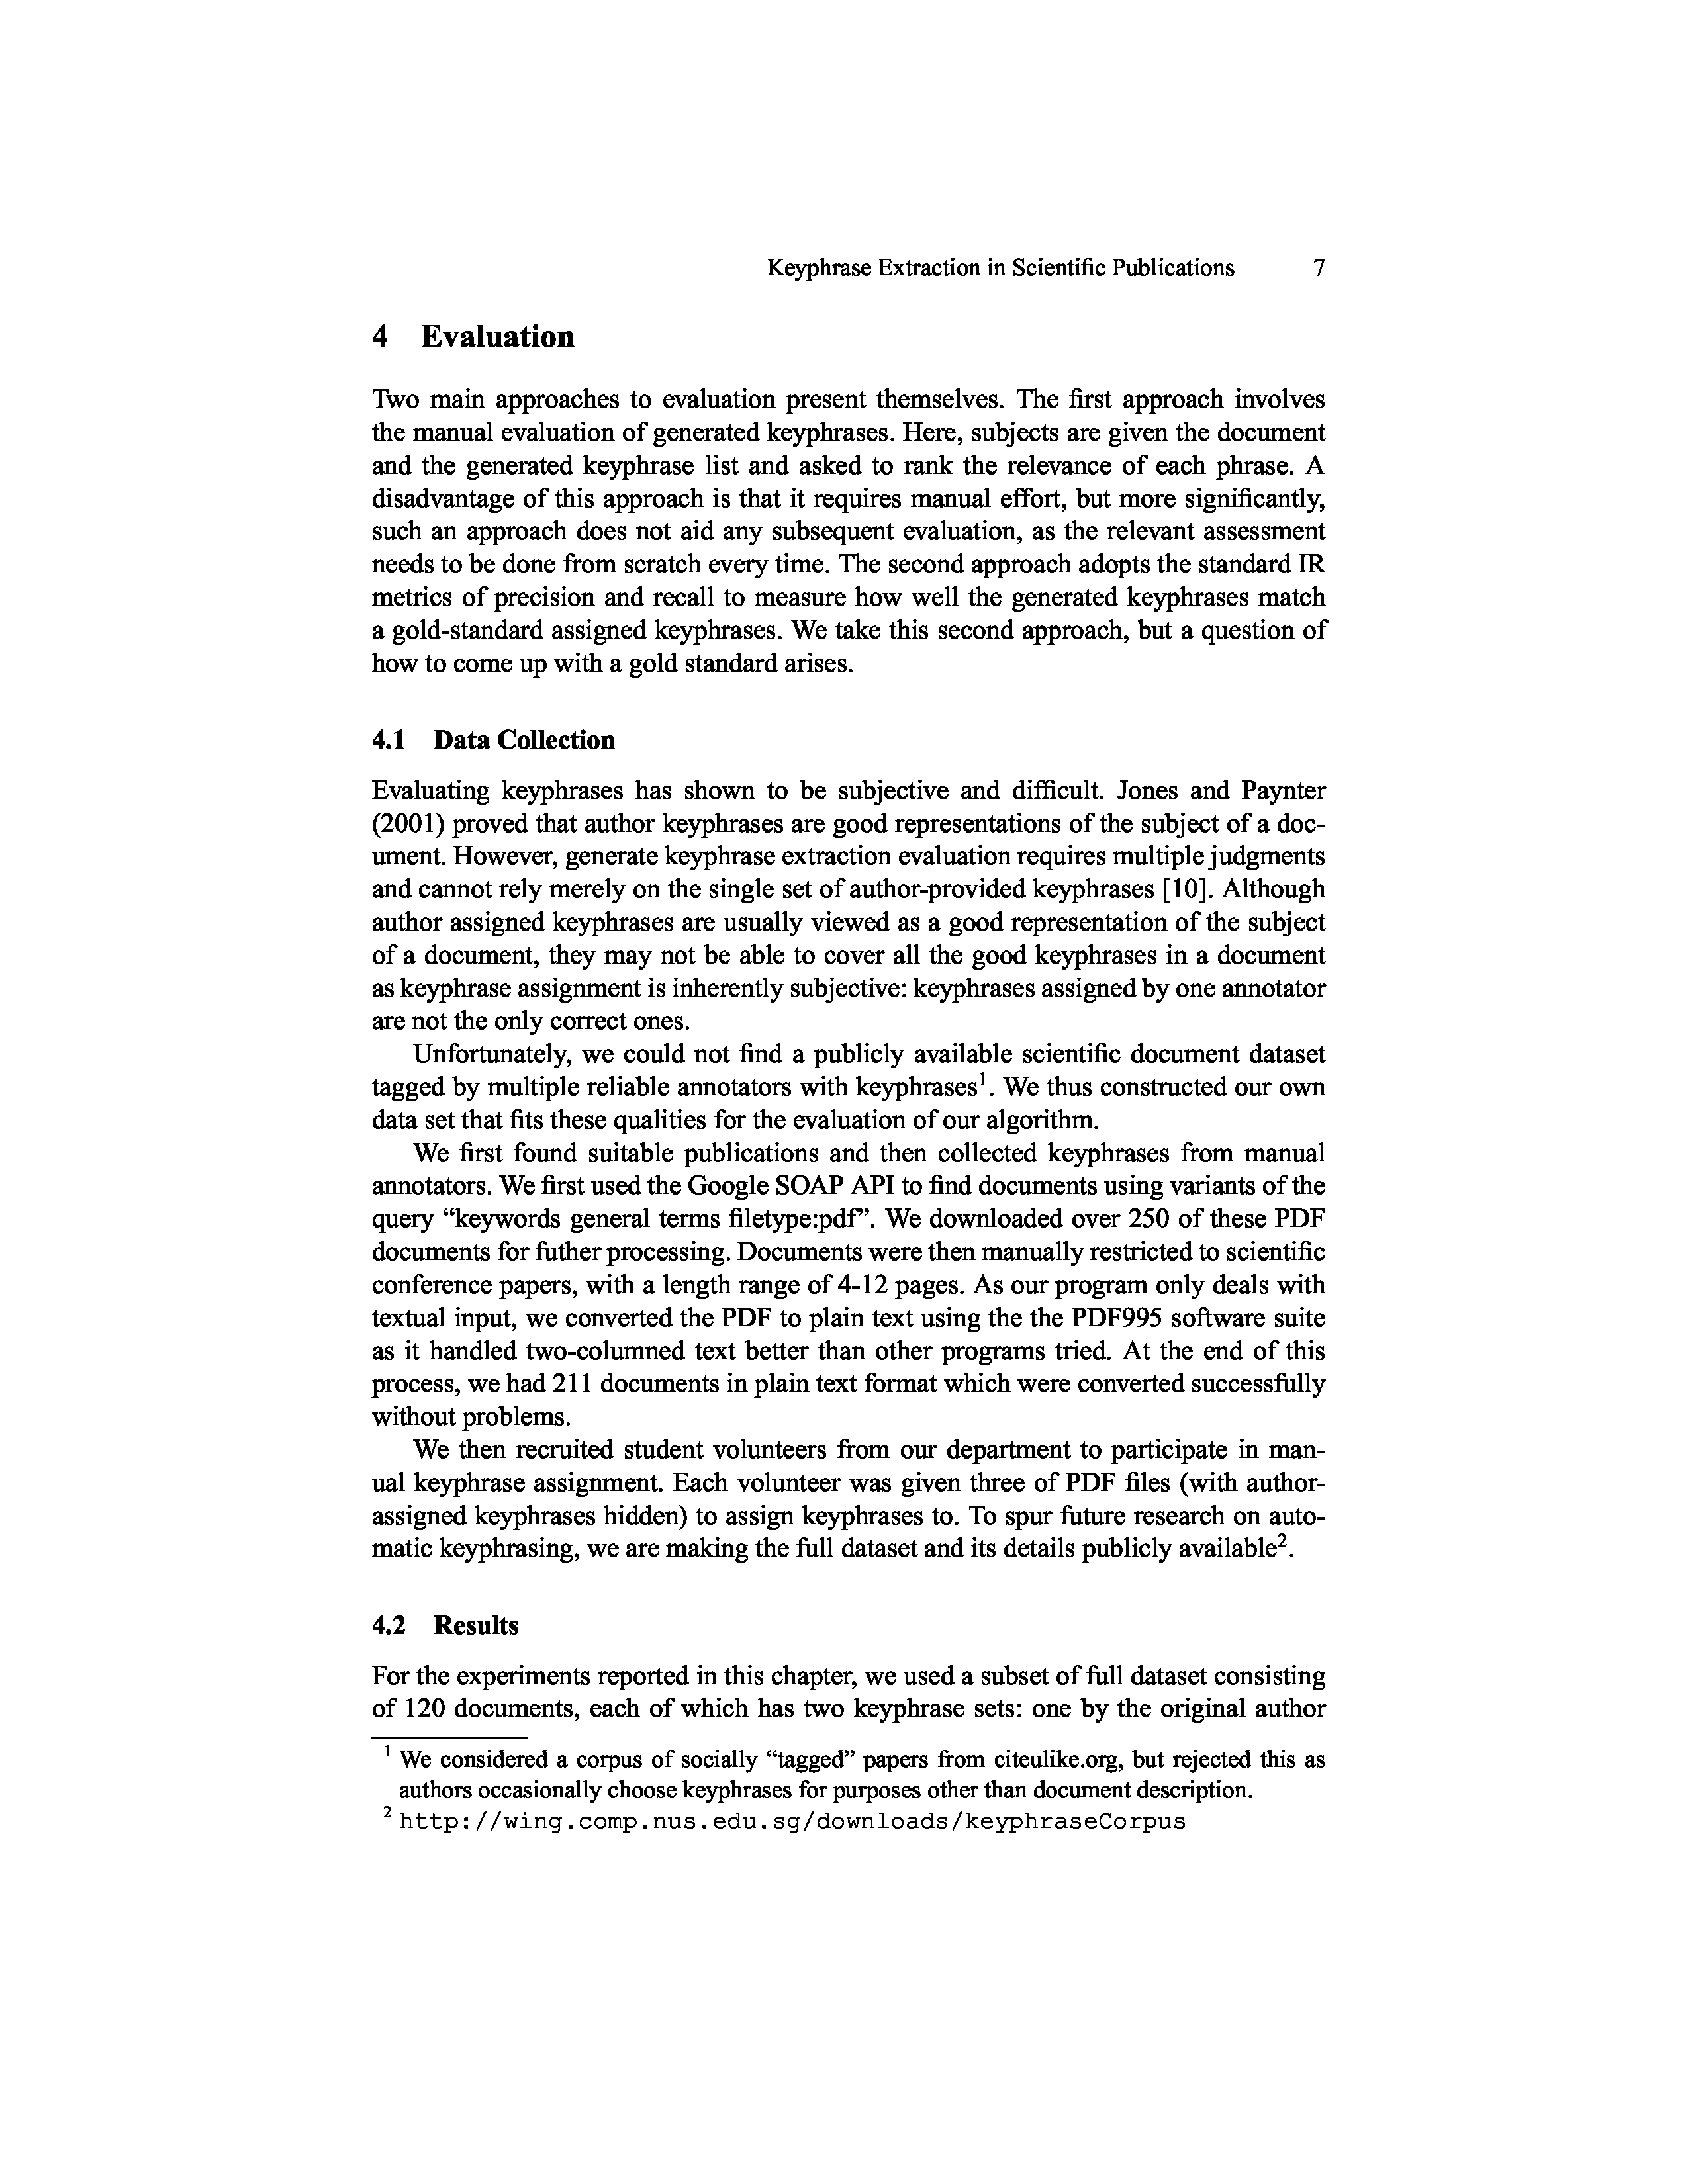 Keyphrase Extraction in Scientific Publications 7
4 Evaluation
Two main approaches to evaluation present themselves. The first approach involves
the manual evaluation of generated keyphrases. Here, subjects are given the document
and the generated keyphrase list and asked to rank the relevance of each phrase. A
disadvantage of this approach is that it requires manual effort, but more significantly,
such an approach does not aid any subsequent evaluation, as the relevant assessment
needs to be done from scratch every time. The second approach adopts the standard IR
metrics of precision and recall to measure how well the generated keyphrases match
a gold-standard assigned keyphrases. We take this second approach, but a question of
how to come up with a gold standard arises.
4.1 Data Collection
Evaluating keyphrases has shown to be subjective and difficult. Jones and Paynter
(2001) proved that author keyphrases are good representations of the subject of a doc-
ument. However, generate keyphrase extraction evaluation requires multiple judgments
and cannot rely merely on the single set of author-provided keyphrases [10]. Although
author assigned keyphrases are usually viewed as a good representation of the subject
of a document, they may not be able to cover all the good keyphrases in a document
as keyphrase assignment is inherently subjective: keyphrases assigned by one annotator
are not the only correct ones.
Unfortunately, we could not find a publicly available scientific document dataset
tagged by multiple reliable annotators with keyphrases1. We thus constructed our own
data set that fits these qualities for the evaluation of our algorithm.
We first found suitable publications and then collected keyphrases from manual
annotators. We first used the Google SOAP API to find documents using variants of the
query “keywords general terms filetype:pdf”. We downloaded over 250 of these PDF
documents for futher processing. Documents were then manually restricted to scientific
conference papers, with a length range of 4-12 pages. As our program only deals with
textual input, we converted the PDF to plain text using the the PDF995 software suite
as it handled two-columned text better than other programs tried. At the end of this
process, we had 211 documents in plain text format which were converted successfully
without problems.
We then recruited student volunteers from our department to participate in man-
ual keyphrase assignment. Each volunteer was given three of PDF files (with author-
assigned keyphrases hidden) to assign keyphrases to. To spur future research on auto-
matic keyphrasing, we are making the full dataset and its details publicly available2.
4.2 Results
For the experiments reported in this chapter, we used a subset of full dataset consisting
of 120 documents, each of which has two keyphrase sets: one by the original author
1 We considered a corpus of socially “tagged” papers from citeulike.org, but rejected this as
authors occasionally choose keyphrases for purposes other than document description.
2 http://wing.comp.nus.edu.sg/downloads/keyphraseCorpus